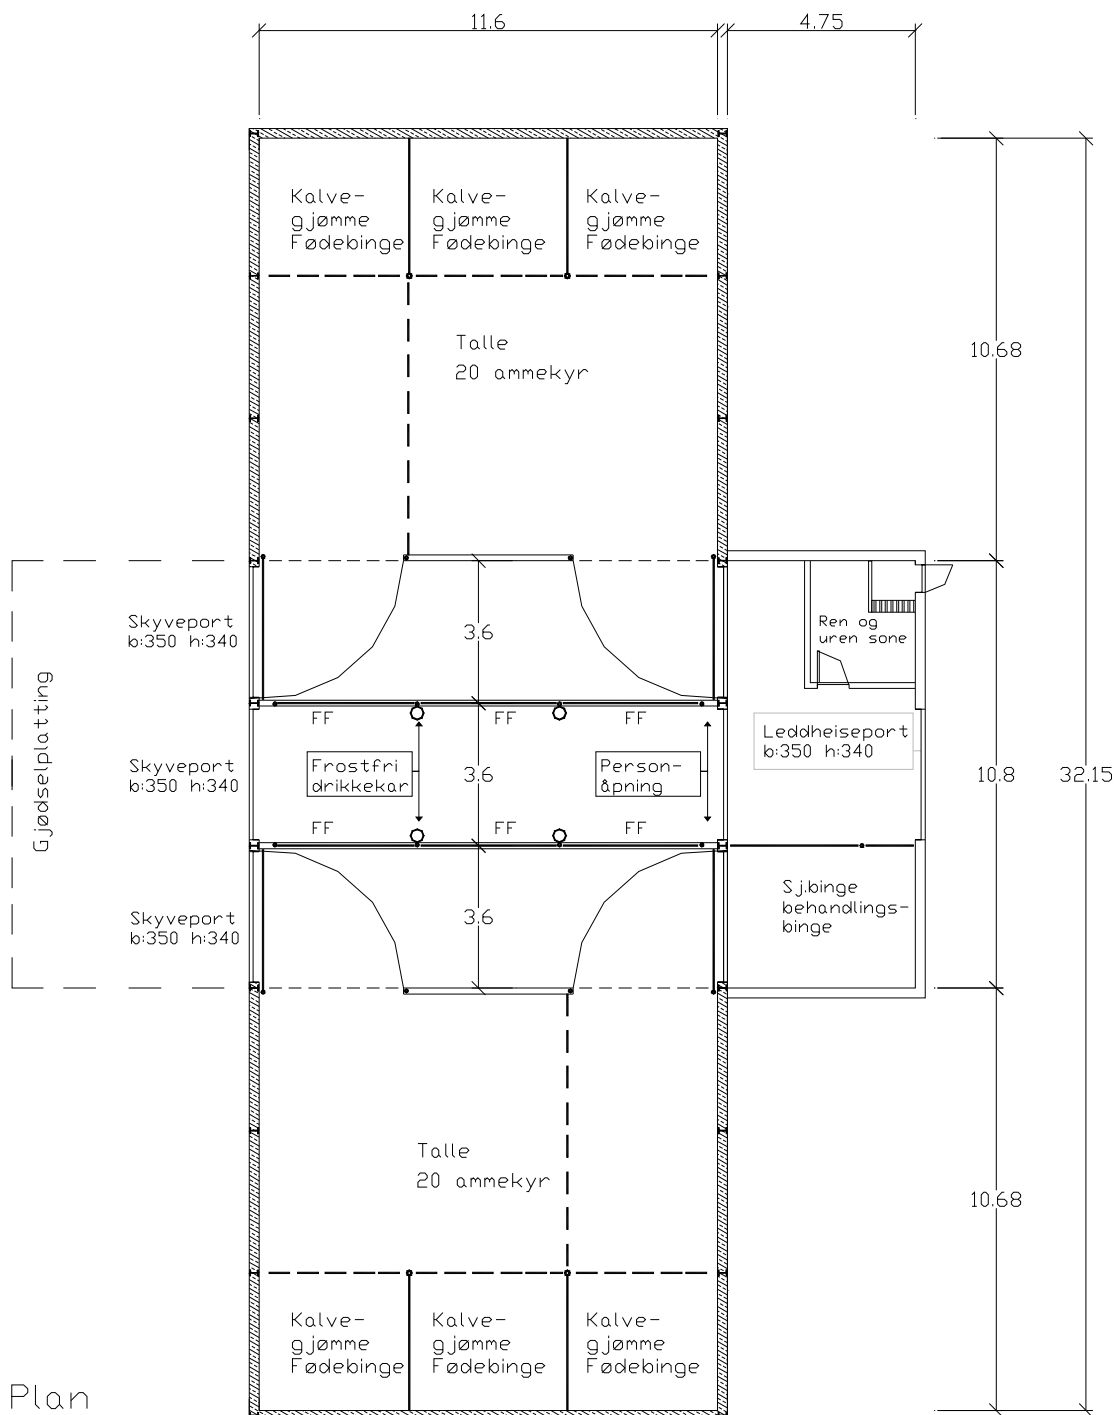 11.6
4.75
Kalve-
gjømme
Fødebinge
Kalve-
gjømme
Fødebinge
Kalve-
gjømme
Fødebinge
Talle
20 ammekyr
10.68
Skyveport
b:350 h:340
3.6
Ren og
uren sone
Gjødselplatting
FF
FF
FF
Leddheiseport
b:350 h:340
Skyveport
b:350 h:340
Frostfri
drikkekar
3.6
Person-
åpning
10.8
32.15
FF
FF
FF
Skyveport
b:350 h:340
3.6
Sj.binge
behandlings-
binge
Talle
20 ammekyr
10.68
Kalve-
gjømme
Fødebinge
Kalve-
gjømme
Fødebinge
Kalve-
gjømme
Fødebinge
Plan